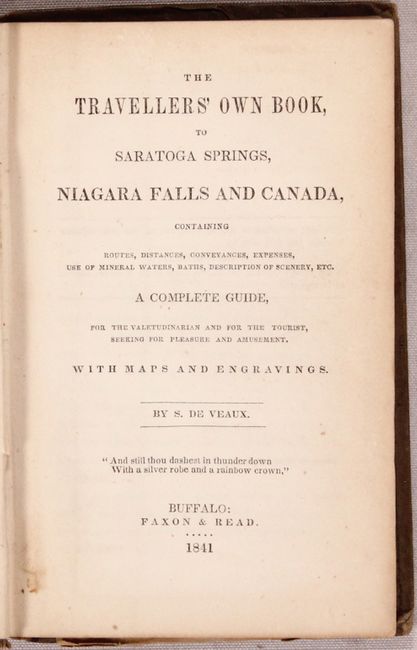 THE
TRAVELLERS' OWN BOOK,
TO
SARATOGA SPRINGS,
NIAGARA FALLS AND CANADA,
CONTAINING
ROUTES, DISTANCES, CONVEYANCES, EXPENSES,
USE OF MINERAL WATERS, BATHS, DESCRIPTION OF SCENERY, ETC.
A COMPLETE GUIDE,
FOR THE VALETUDINARIAN AND FOR THE TOURIST,
SEEKING FOR PLEASURE AND AMUSEMENT.
WITH MAPS AND ENGRAVINGS.
BY S. DE VEAUX.
"And still thou dashest in thunder down
With a silver robe and a rainbow crown,"
BUFFALO:
FAXON & READ.
.....
1841